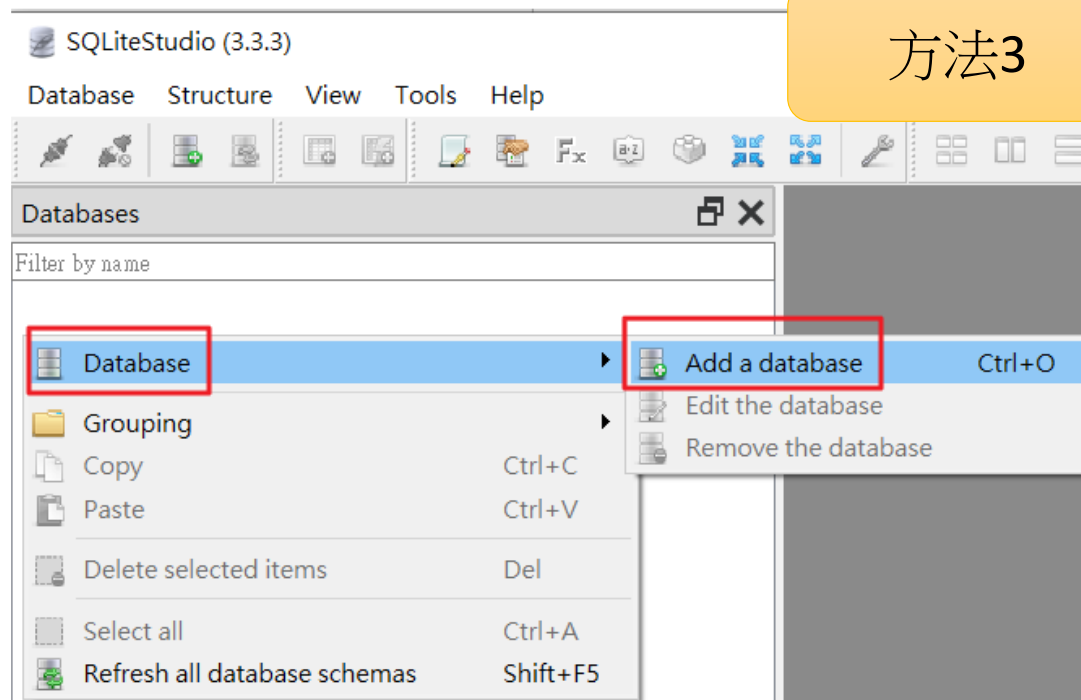 SQLiteStudio (3.3.3)
方法3
Database Structure View Tools Help
Databases
Filter by name
Database
Add a database Ctrl+O
Grouping
Edit the database
Copy Ctrl+C
Remove the database
Paste Ctrl+V
Delete selected items Del
Select all Ctrl+A
Refresh all database schemas Shift+F5